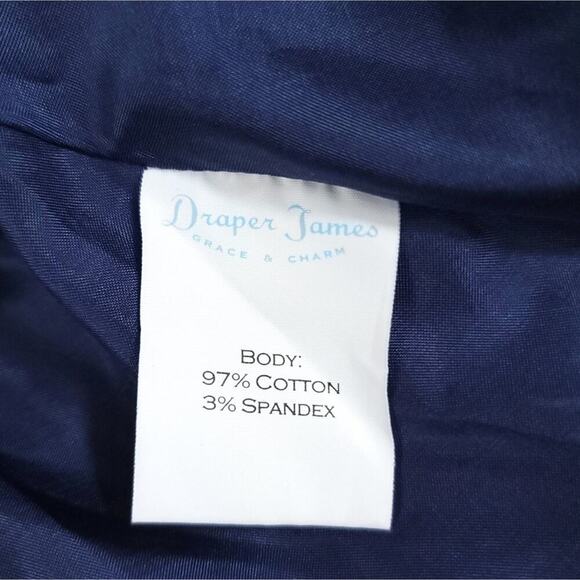 Draper James
GRACE & CHARM
BODY:
97% COTTON
3% SPANDEX